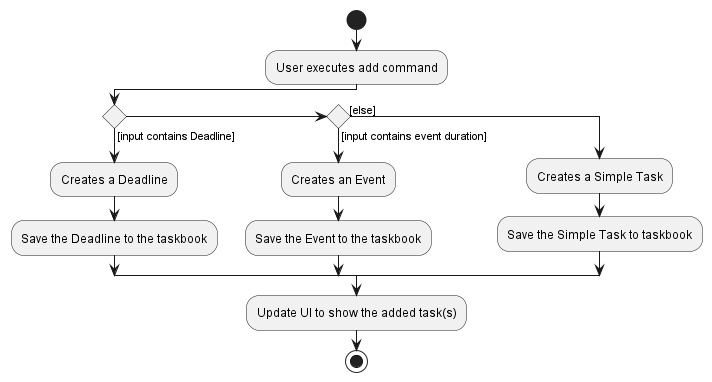 User executes add command
[else]
[input contains Deadline]
[input contains event duration]
Creates a Deadline
Creates an Event
Creates a Simple Task
Save the Deadline to the taskbook
Save the Event to the taskbook
Save the Simple Task to taskbook
Update UI to show the added task(s)